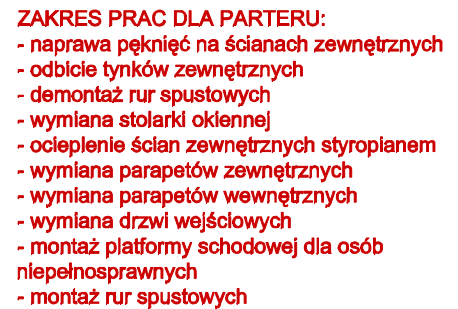 ZAKRES PRAC DLA PARTERU:
- naprawa pęknięć na ścianach zewnętrznych
- odbicie tynków zewnętrznych
- demontaż rur spustowych
- wymiana stolarki okiennej
- ocieplenie ścian zewnętrznych styropianem
- wymiana parapetów zewnętrznych
- wymiana parapetów wewnętrznych
- wymiana drzwi wejściowych
- montaż platformy schodowej dla osób
niepełnosprawnych
- montaż rur spustowych